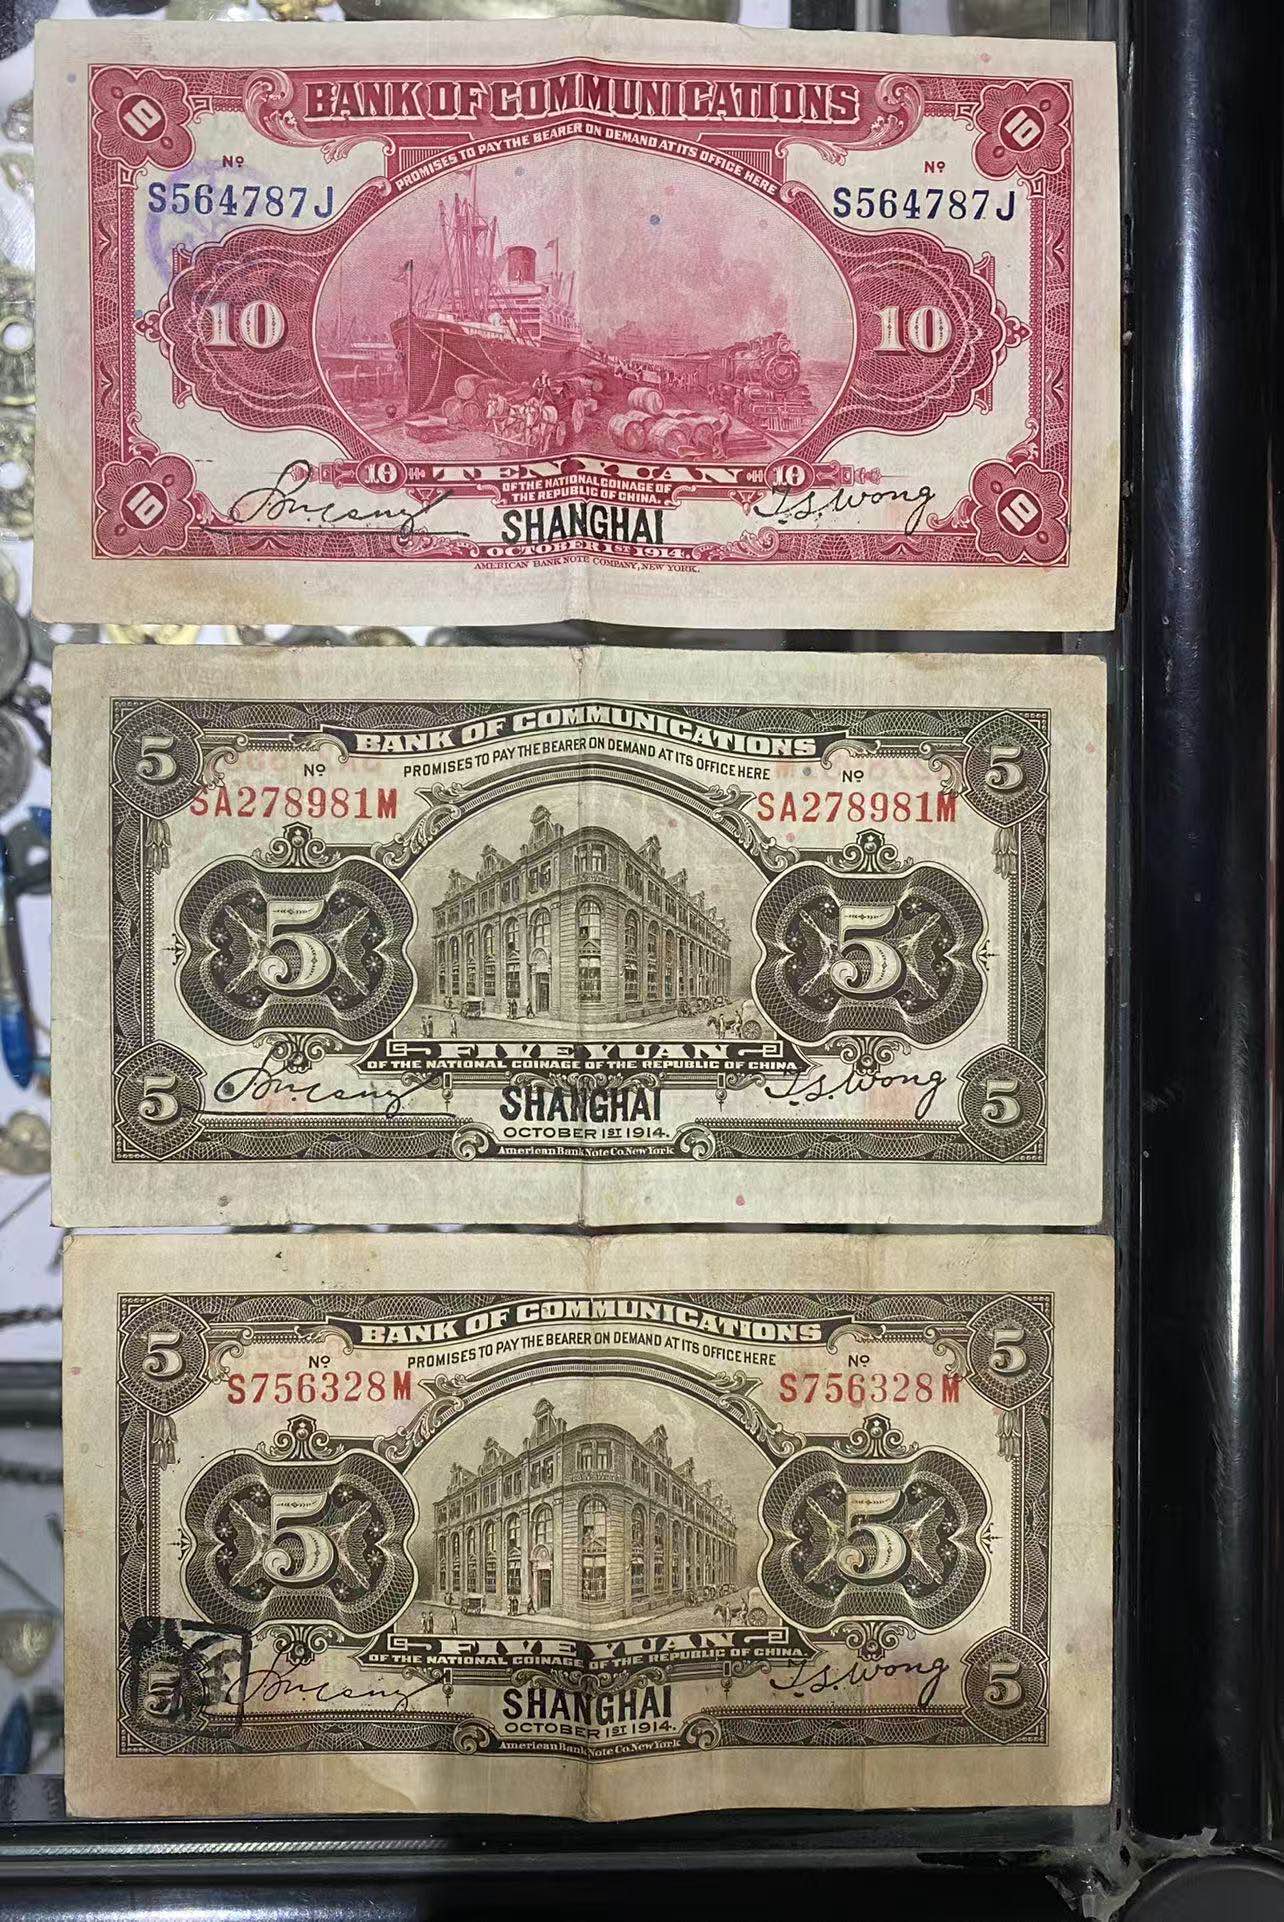 BANK OF COMMUNICATIONS
PROMISES TO PAY THE BEARER ON DEMAND AT ITS OFFICE HERE
10 10
Nº Nº
S564787J S564787J
10 10
10 TEN YUAN 10
OF THE NATIONAL COINAGE OF
THE REPUBLIC OF CHINA.
T.S. Wong
10 SHANGHAI 10
OCTOBER 1ST 1914.
AMERICAN BANK NOTE COMPANY, NEW YORK.
BANK OF COMMUNICATIONS
PROMISES TO PAY THE BEARER ON DEMAND AT ITS OFFICE HERE
5 5
Nº Nº
SA278981M SA278981M
5 5
FIVE YUAN
OF THE NATIONAL COINAGE OF THE REPUBLIC OF CHINA
T.S. Wong
5 SHANGHAI 5
OCTOBER 1ST 1914.
American Bank Note Co. New York
BANK OF COMMUNICATIONS
PROMISES TO PAY THE BEARER ON DEMAND AT ITS OFFICE HERE
5 5
Nº Nº
S756328M S756328M
5 5
FIVE YUAN
OF THE NATIONAL COINAGE OF THE REPUBLIC OF CHINA
T.S. Wong
5 SHANGHAI 5
OCTOBER 1ST 1914.
American Bank Note Co. New York